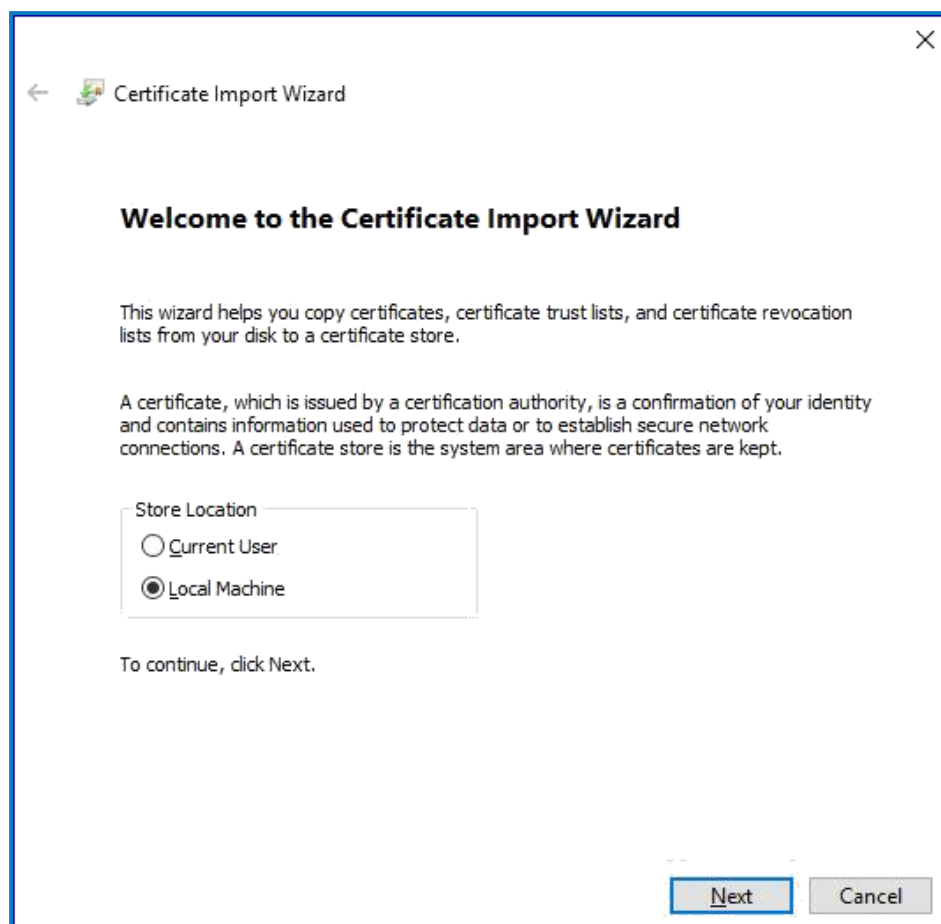 Certificate Import Wizard
Welcome to the Certificate Import Wizard
This wizard helps you copy certificates, certificate trust lists, and certificate revocation
lists from your disk to a certificate store.
A certificate, which is issued by a certification authority, is a confirmation of your identity
and contains information used to protect data or to establish secure network
connections. A certificate store is the system area where certificates are kept.
Store Location
Current User
Local Machine
To continue, click Next.
Next Cancel